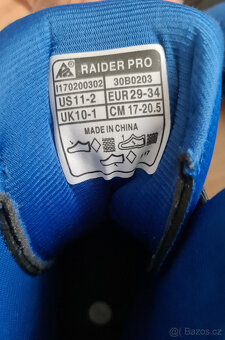 RAIDER PRO
I170200302 30B0203
US11-2 EUR 29-34
UK10-1 CM 17-20.5
MADE IN CHINA
© Bazos.cz